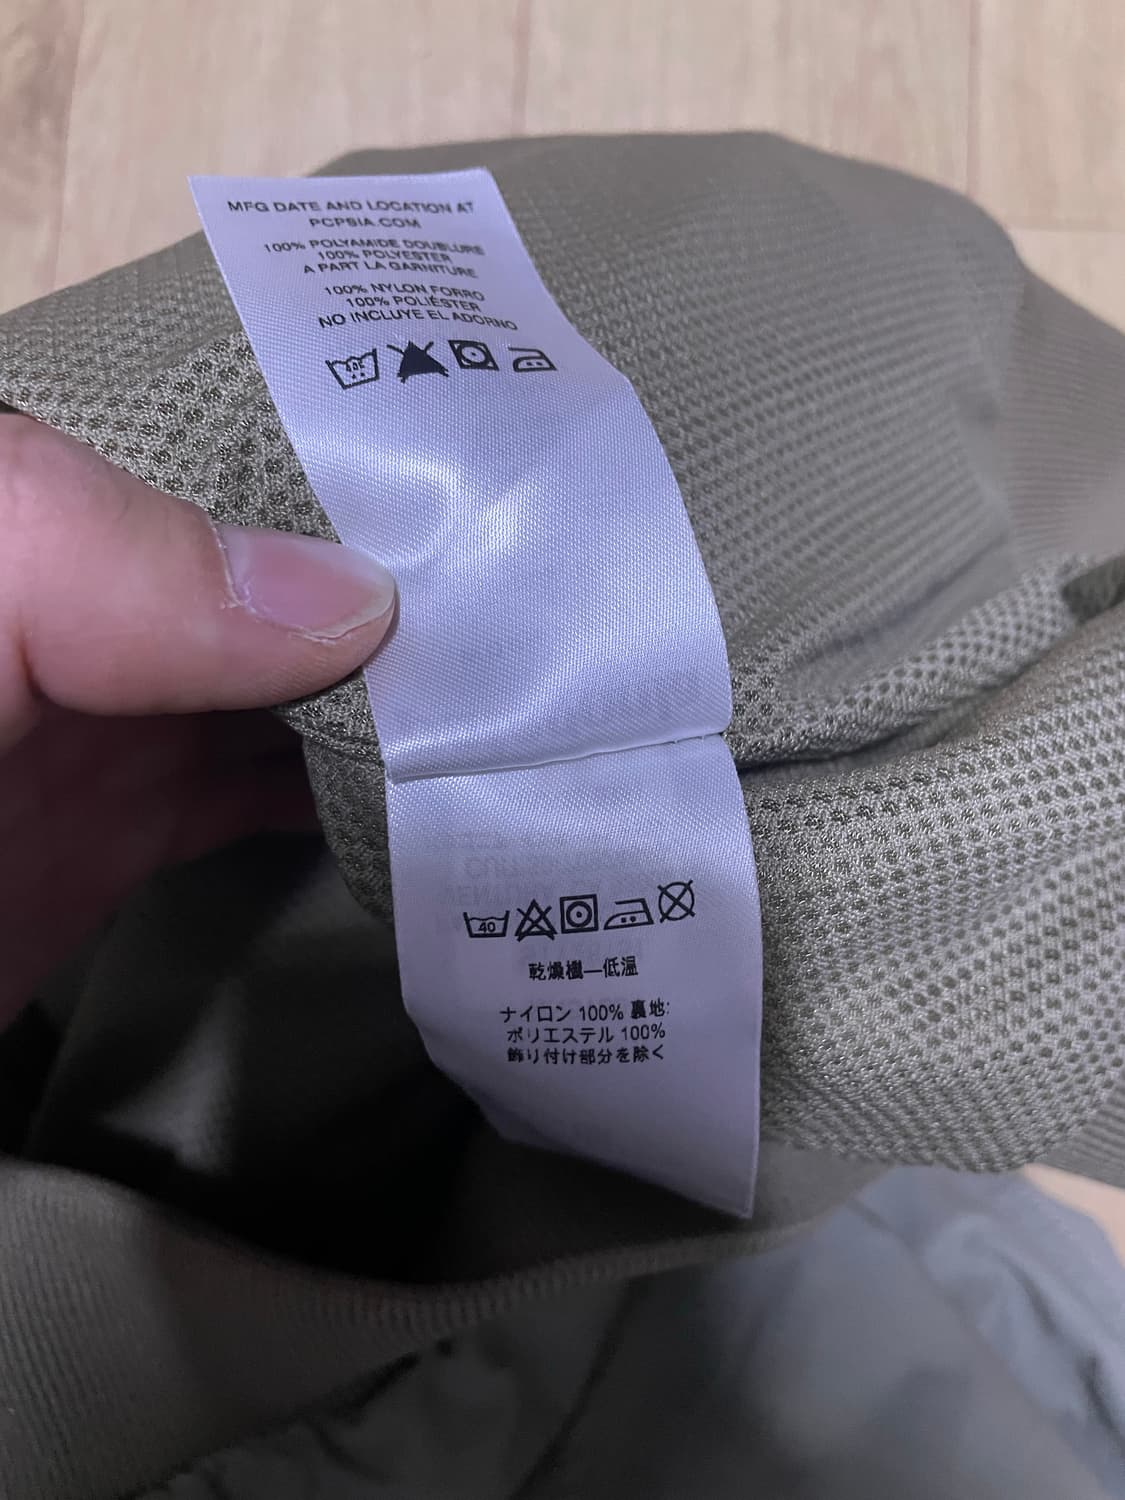 MFG DATE AND LOCATION AT
PCPSIA.COM
100% POLYAMIDE DOUBLURE
100% POLYESTER
A PART LA GARNITURE
100% NYLON FORRO
100% POLIÉSTER
NO INCLUYE EL ADORNO
40
乾燥機—低温
ナイロン 100% 裏地:
ポリエステル 100%
飾り付け部分を除く